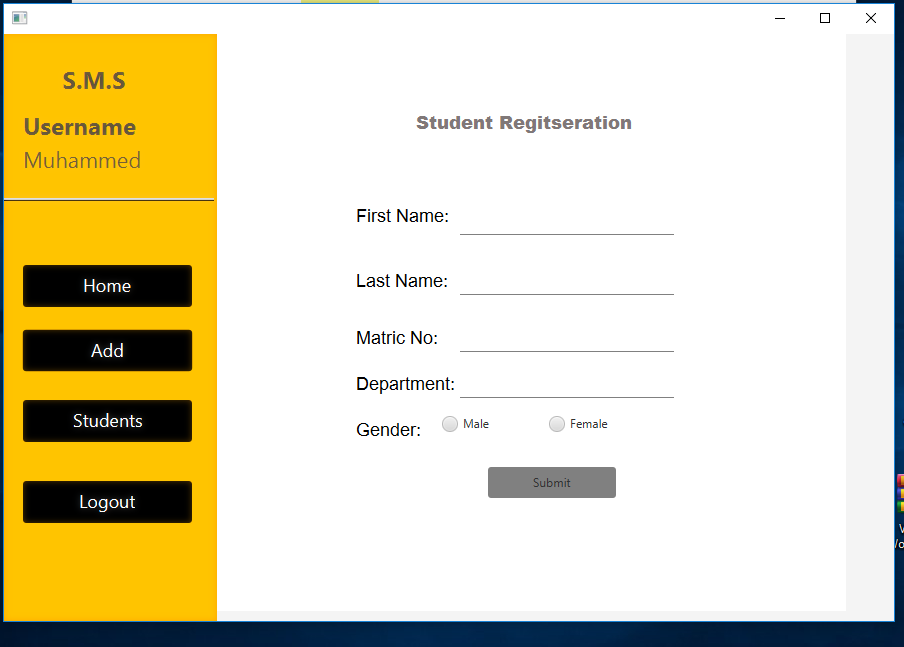 S.M.S
Username
Muhammed
Home
Add
Students
Logout
Student Regitseration
First Name:
Last Name:
Matric No:
Department:
Gender: Male Female
Submit